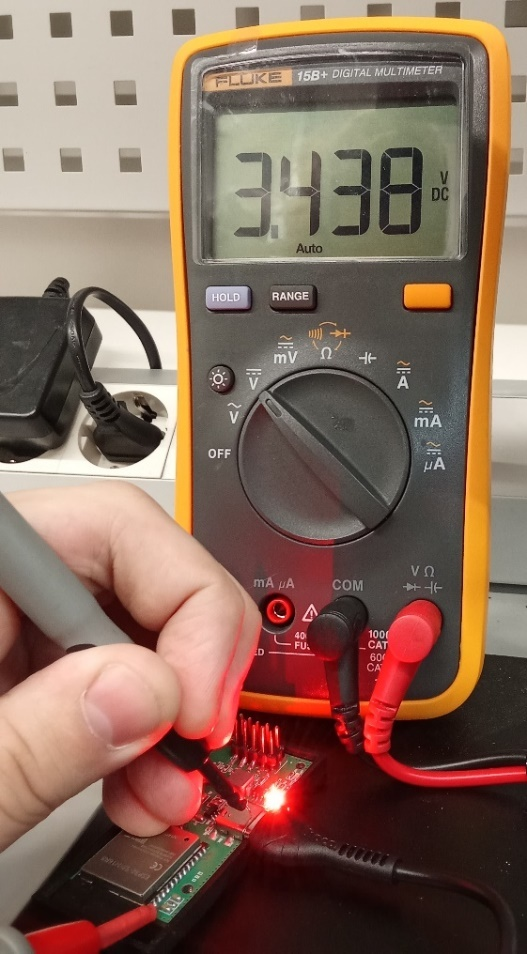 FLUKE 15B+ DIGITAL MULTIMETER
3.438 V DC
Auto
HOLD RANGE
mV Ω
V A
V mA
OFF μA
mA μA COM V Ω